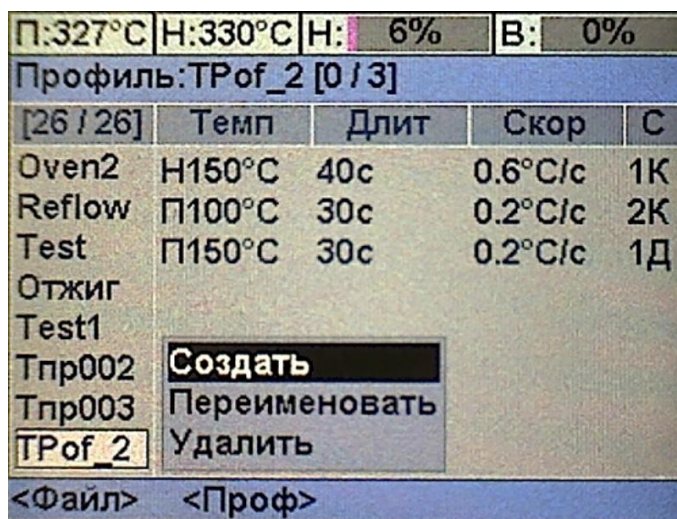 П:327°C Н:330°C Н: 6% В: 0%
Профиль:TPof_2 [0 / 3]
[26 / 26] Темп Длит Скор С
Oven2 Н150°C 40с 0.6°C/с 1К
Reflow П100°C 30с 0.2°C/с 2К
Test П150°C 30с 0.2°C/с 1Д
Отжиг
Test1
Тпр002 Создать
Тпр003 Переименовать
TPof_2 Удалить
<Файл> <Проф>